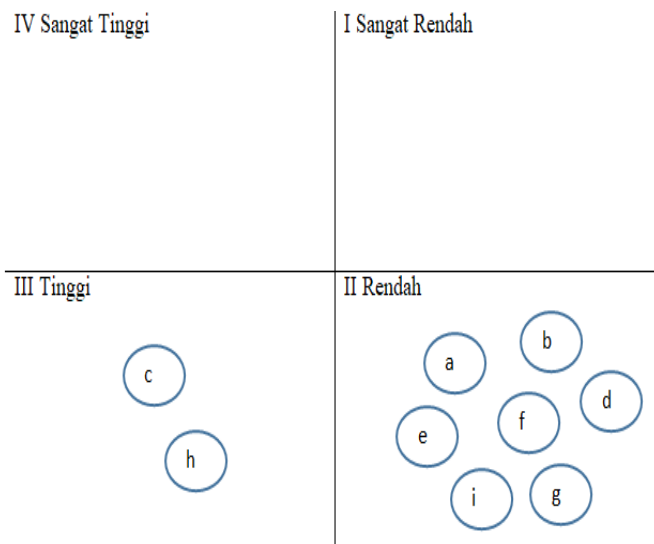 IV Sangat Tinggi
I Sangat Rendah
III Tinggi
c
h
II Rendah
b
a
d
f
e
i
g